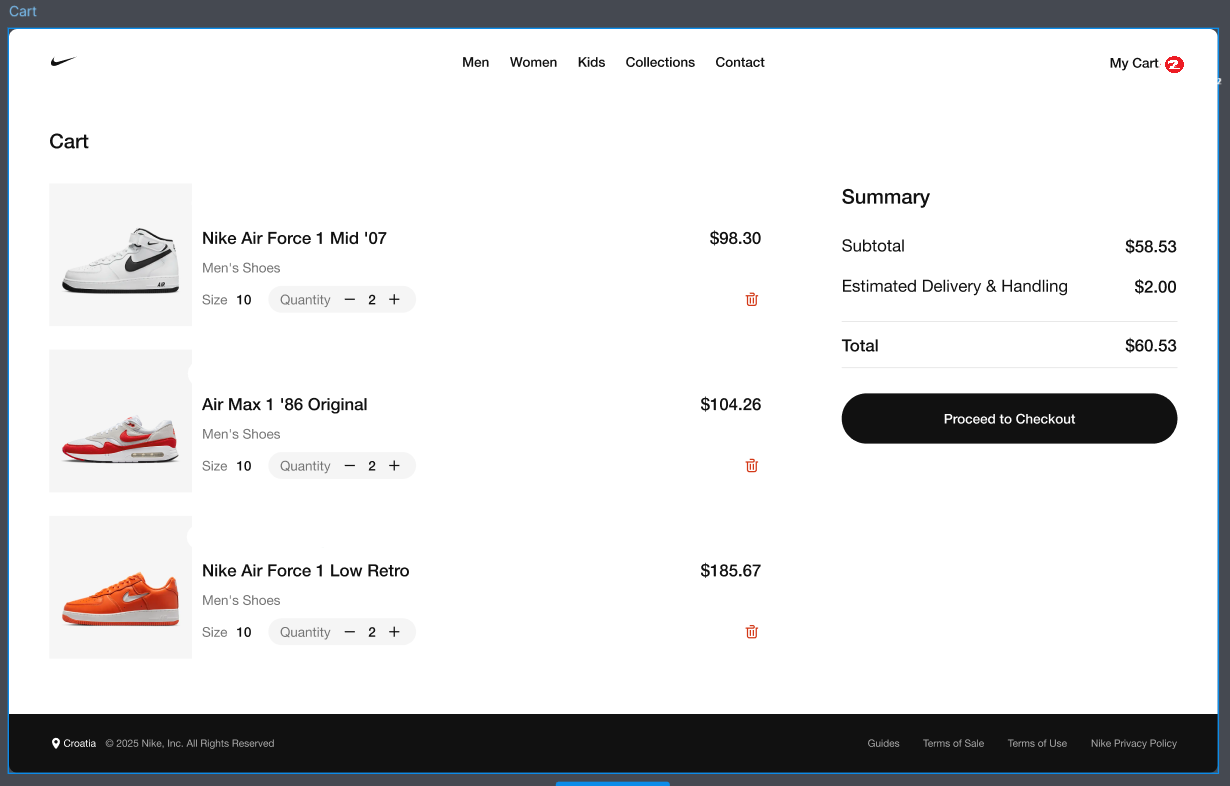 Cart
Men Women Kids Collections Contact
My Cart 2
Cart
Nike Air Force 1 Mid '07 $98.30
Men's Shoes
Size 10 Quantity − 2 +
Air Max 1 '86 Original $104.26
Men's Shoes
Size 10 Quantity − 2 +
Nike Air Force 1 Low Retro $185.67
Men's Shoes
Size 10 Quantity − 2 +
Summary
Subtotal $58.53
Estimated Delivery & Handling $2.00
Total $60.53
Proceed to Checkout
Croatia © 2025 Nike, Inc. All Rights Reserved
Guides Terms of Sale Terms of Use Nike Privacy Policy